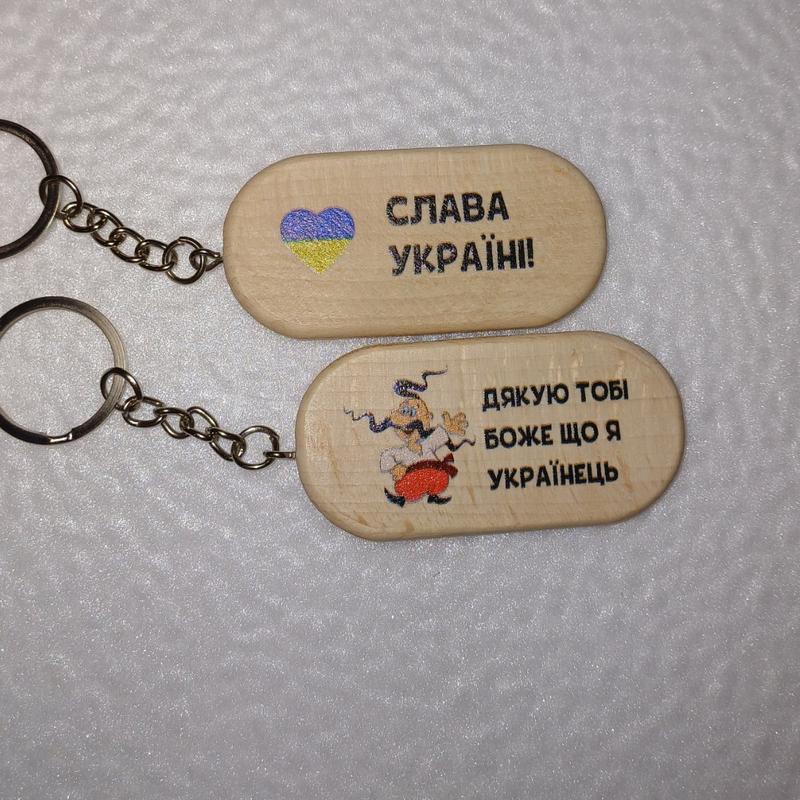 СЛАВА
УКРАЇНІ!
ДЯКУЮ ТОБІ
БОЖЕ ЩО Я
УКРАЇНЕЦЬ